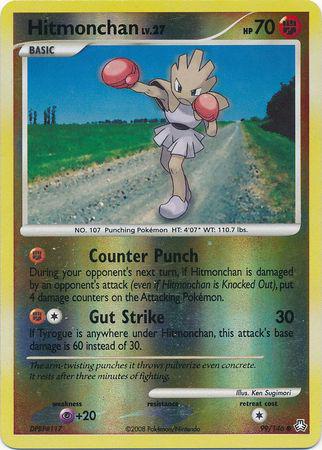 Hitmonchan LV.27 HP 70
BASIC
NO. 107 Punching Pokémon HT: 4'07" WT: 110.7 lbs.
Counter Punch
During your opponent's next turn, if Hitmonchan is damaged
by an opponent's attack (even if Hitmonchan is Knocked Out), put
4 damage counters on the Attacking Pokémon.
Gut Strike 30
If Tyrogue is anywhere under Hitmonchan, this attack's base
damage is 60 instead of 30.
The arm-twisting punches it throws pulverize even concrete.
It rests after three minutes of fighting.
Illus. Ken Sugimori
weakness resistance retreat cost
+20
DPBP#117 ©2008 Pokémon/Nintendo 99/146